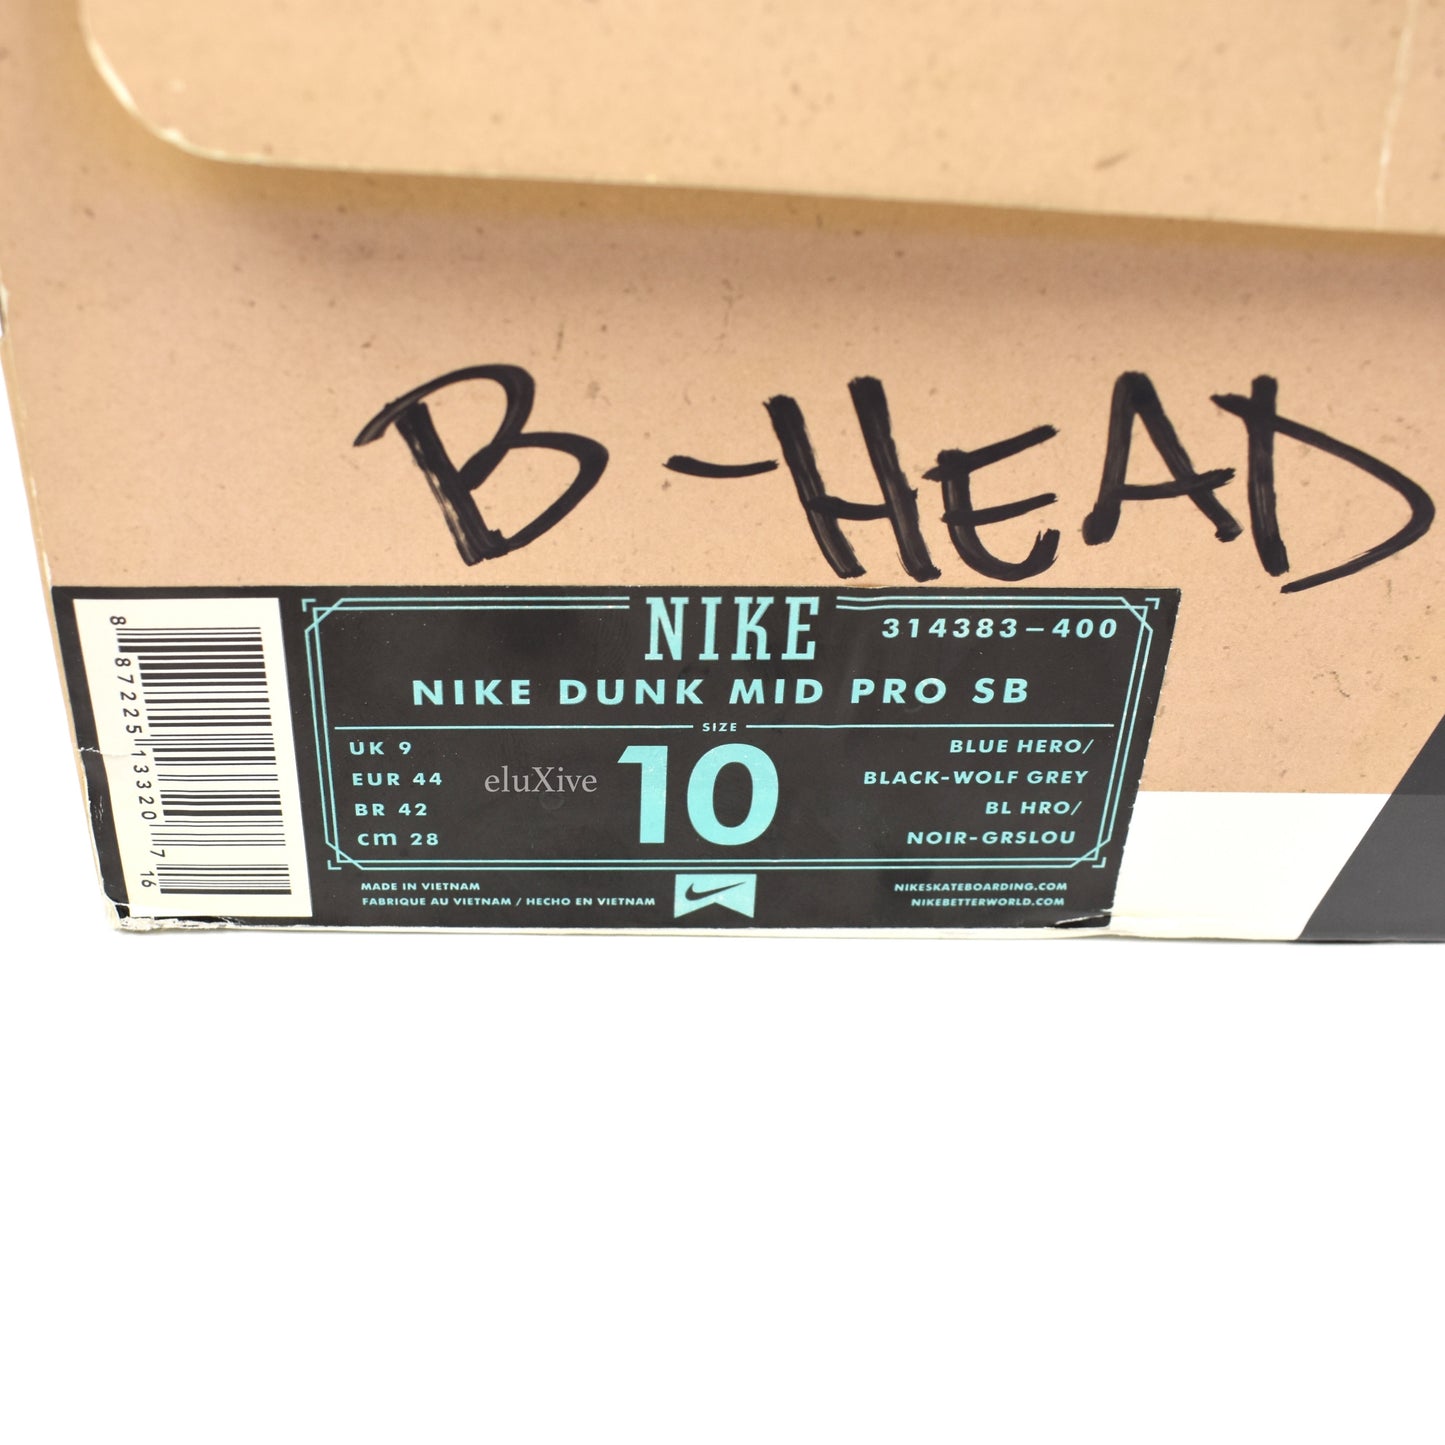 B-HEAD
NIKE
314383-400
NIKE DUNK MID PRO SB
SIZE
10
UK 9
EUR 44
BR 42
cm 28
eluXive
BLUE HERO/
BLACK-WOLF GREY
BL HRO/
NOIR-GRSLOU
MADE IN VIETNAM
FABRIQUE AU VIETNAM / HECHO EN VIETNAM
NIKESKATEBOARDING.COM
NIKEBETTERWORLD.COM
8 87225 13320 7 16